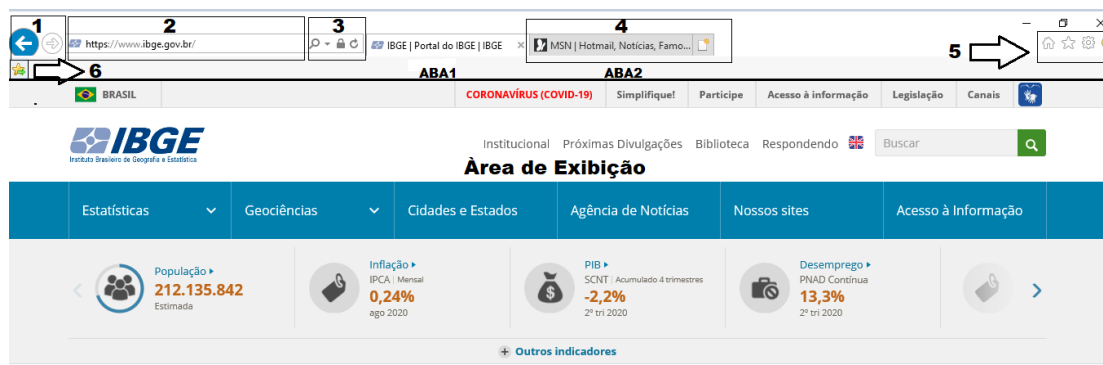 1 2 3 4
https://www.ibge.gov.br/
IBGE | Portal do IBGE | IBGE
MSN | Hotmail, Notícias, Famo...
5
6
ABA1 ABA2
BRASIL CORONAVÍRUS (COVID-19) Simplifique! Participe Acesso à informação Legislação Canais
IBGE
Instituto Brasileiro de Geografia e Estatística
Institucional Próximas Divulgações Biblioteca Respondendo Buscar
Àrea de Exibição
Estatísticas Geociências Cidades e Estados Agência de Notícias Nossos sites Acesso à Informação
População
212.135.842
Estimada
Inflação
IPCA | Mensal
0,24%
ago 2020
PIB
SCNT | Acumulado 4 trimestres
-2,2%
2º tri 2020
Desemprego
PNAD Contínua
13,3%
2º tri 2020
Outros indicadores